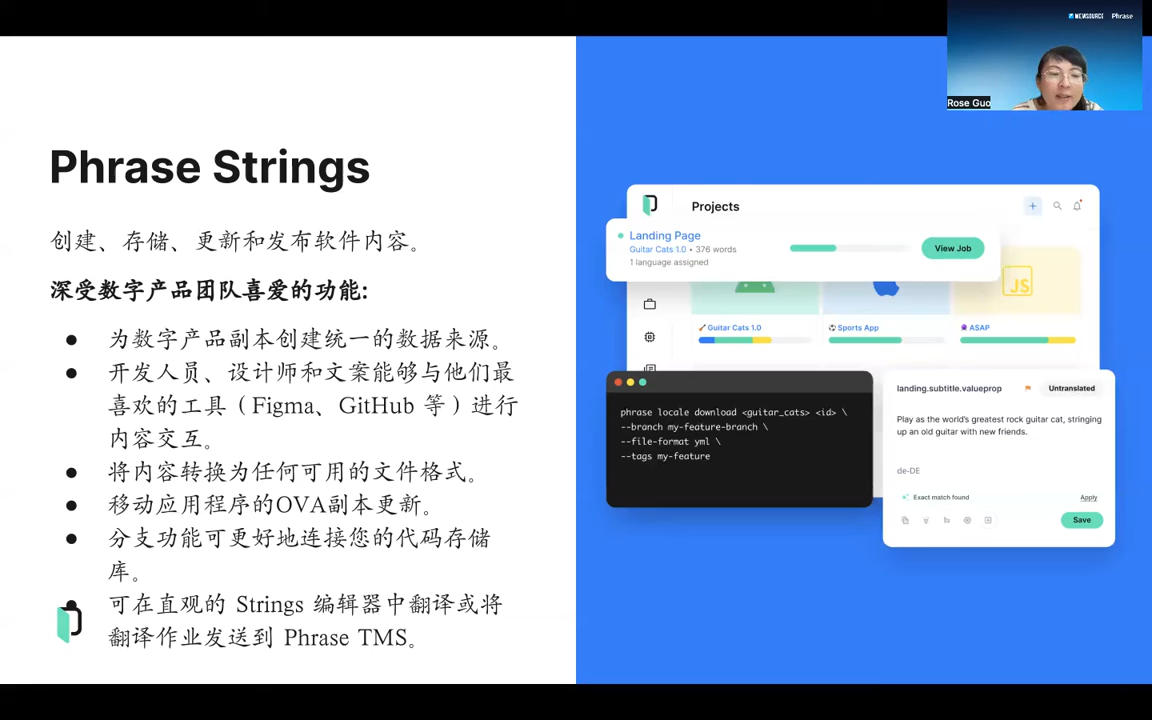 NEWSOURCE Phrase
Rose Guo
Phrase Strings
创建、存储、更新和发布软件内容。
深受数字产品团队喜爱的功能:
● 为数字产品副本创建统一的数据来源。
● 开发人员、设计师和文案能够与他们最
喜欢的工具（Figma、GitHub 等）进行
内容交互。
● 将内容转换为任何可用的文件格式。
● 移动应用程序的OVA副本更新。
● 分支功能可更好地连接您的代码存储
库。
● 可在直观的 Strings 编辑器中翻译或将
翻译作业发送到 Phrase TMS。
Projects
Landing Page
Guitar Cats 1.0 • 376 words
1 language assigned
View Job
JS
Guitar Cats 1.0
Sports App
ASAP
phrase locale download <guitar_cats> <id> \
--branch my-feature-branch \
--file-format yml \
--tags my-feature
landing.subtitle.valueprop
Untranslated
Play as the world's greatest rock guitar cat, stringing
up an old guitar with new friends.
de-DE
Exact match found
Apply
Save